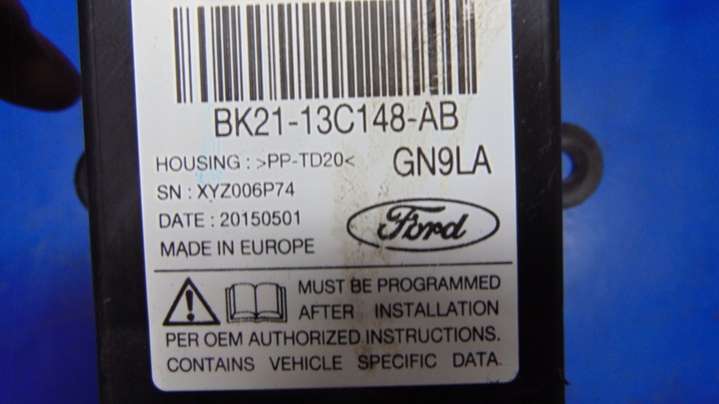 BK21-13C148-AB
HOUSING : >PP-TD20< GN9LA
SN : XYZ006P74
DATE : 20150501
Ford
MADE IN EUROPE
MUST BE PROGRAMMED
AFTER INSTALLATION
PER OEM AUTHORIZED INSTRUCTIONS.
CONTAINS VEHICLE SPECIFIC DATA.